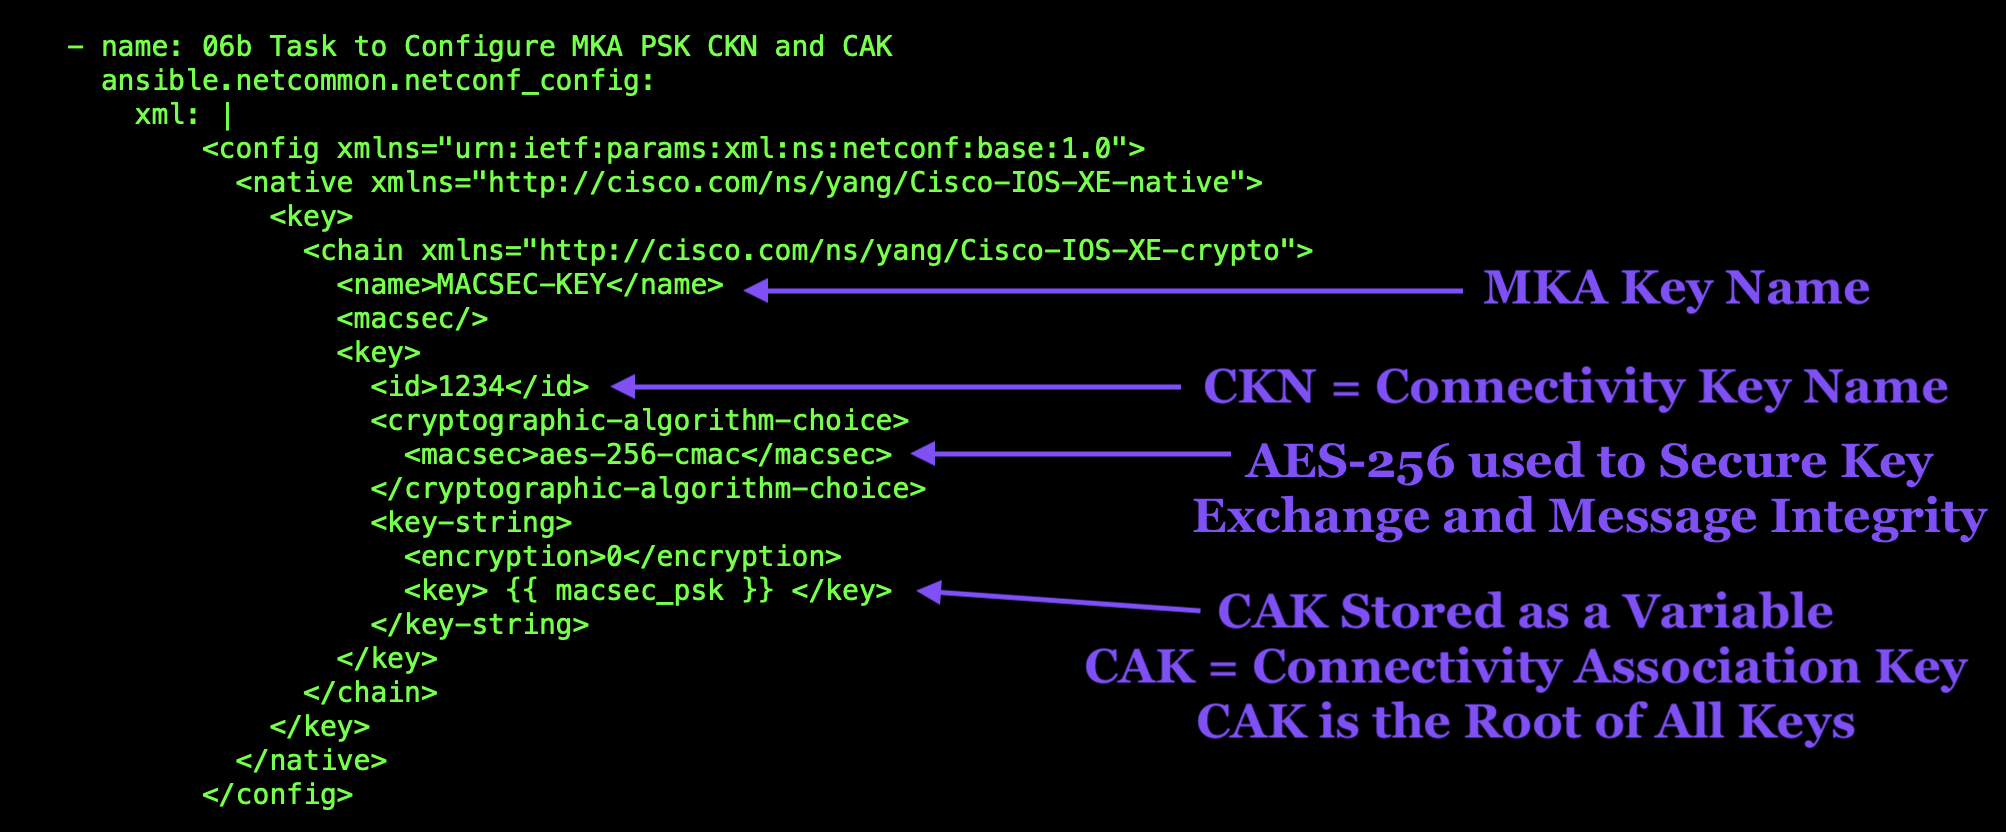 - name: 06b Task to Configure MKA PSK CKN and CAK
ansible.netcommon.netconf_config:
xml: |
<config xmlns="urn:ietf:params:xml:ns:netconf:base:1.0">
<native xmlns="http://cisco.com/ns/yang/Cisco-IOS-XE-native">
<key>
<chain xmlns="http://cisco.com/ns/yang/Cisco-IOS-XE-crypto">
<name>MACSEC-KEY</name>
MKA Key Name
<macsec/>
<key>
<id>1234</id>
CKN = Connectivity Key Name
<cryptographic-algorithm-choice>
<macsec>aes-256-cmac</macsec>
AES-256 used to Secure Key
Exchange and Message Integrity
</cryptographic-algorithm-choice>
<key-string>
<encryption>0</encryption>
<key> {{ macsec_psk }} </key>
CAK Stored as a Variable
CAK = Connectivity Association Key
CAK is the Root of All Keys
</key-string>
</key>
</chain>
</key>
</native>
</config>